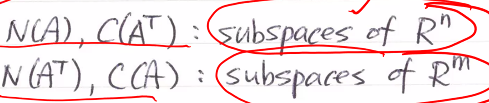 N(A), C(Aᵀ) : subspaces of Rⁿ
N(Aᵀ), C(A) : subspaces of Rᵐ